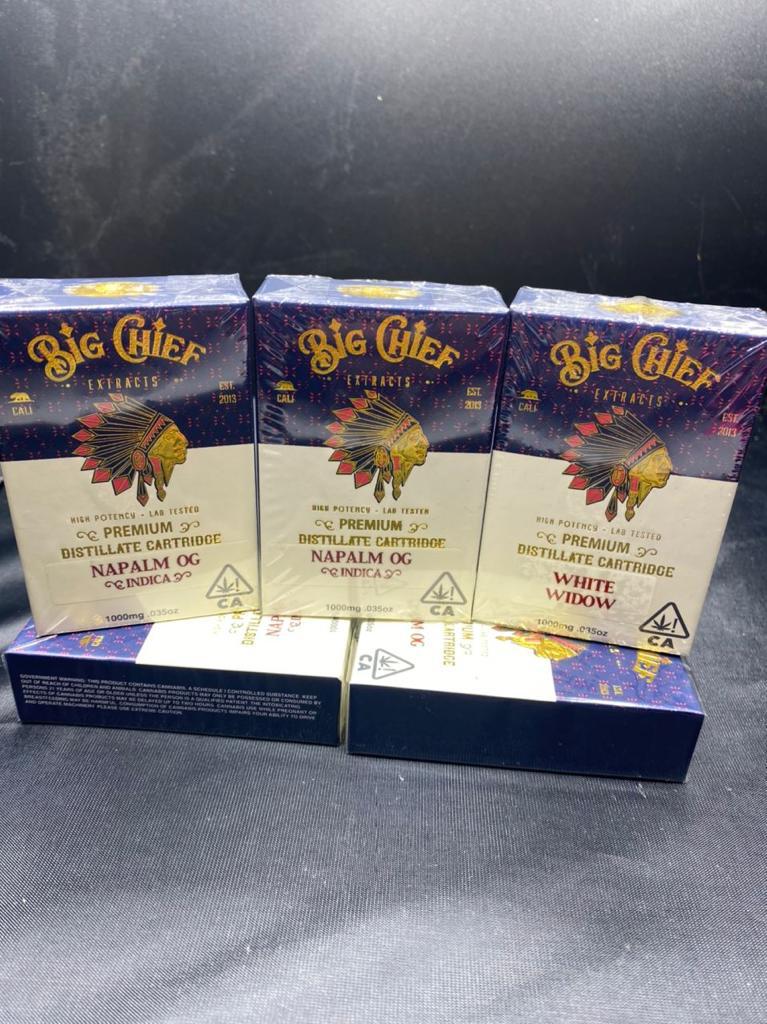 BIG CHIEF
EXTRACTS
CALI
EST.
2013
HIGH POTENCY - LAB TESTED
PREMIUM
DISTILLATE CARTRIDGE
NAPALM OG
INDICA
1000mg .035oz
CA
BIG CHIEF
EXTRACTS
CALI
EST.
2013
HIGH POTENCY - LAB TESTED
PREMIUM
DISTILLATE CARTRIDGE
NAPALM OG
INDICA
1000mg .035oz
CA
BIG CHIEF
EXTRACTS
CALI
EST.
2013
HIGH POTENCY - LAB TESTED
PREMIUM
DISTILLATE CARTRIDGE
WHITE
WIDOW
1000mg .035oz
CA
GOVERNMENT WARNING: THIS PRODUCT CONTAINS CANNABIS, A SCHEDULE I CONTROLLED SUBSTANCE. KEEP
OUT OF REACH OF CHILDREN AND ANIMALS. CANNABIS PRODUCTS MAY ONLY BE POSSESSED OR CONSUMED BY
PERSONS 21 YEARS OF AGE OR OLDER UNLESS THE PERSON IS A QUALIFIED PATIENT. THE INTOXICATING
EFFECTS OF CANNABIS PRODUCTS MAY BE DELAYED UP TO TWO HOURS. CANNABIS USE WHILE PREGNANT OR
BREASTFEEDING MAY BE HARMFUL. CONSUMPTION OF CANNABIS PRODUCTS IMPAIRS YOUR ABILITY TO DRIVE
AND OPERATE MACHINERY. PLEASE USE EXTREME CAUTION.
CARTRIDGE
CA